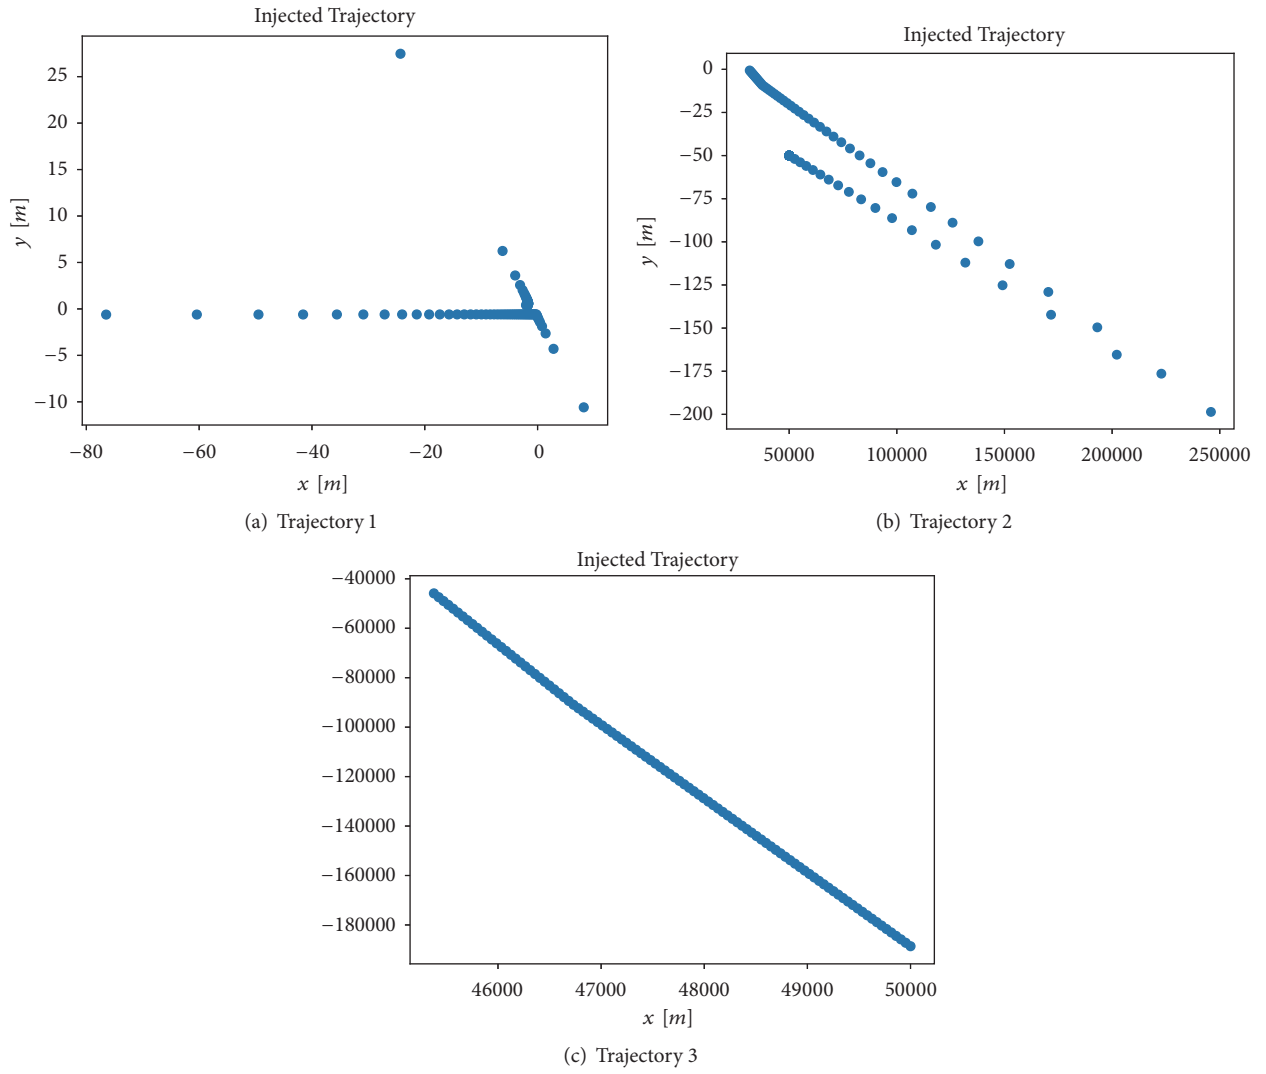 Injected Trajectory
25
20
15
10
5
0
−5
−10
y [m]
−80 −60 −40 −20 0
x [m]
(a) Trajectory 1
Injected Trajectory
0
−25
−50
−75
−100
−125
−150
−175
−200
y [m]
50000 100000 150000 200000 250000
x [m]
(b) Trajectory 2
Injected Trajectory
−40000
−60000
−80000
−100000
−120000
−140000
−160000
−180000
46000 47000 48000 49000 50000
x [m]
(c) Trajectory 3